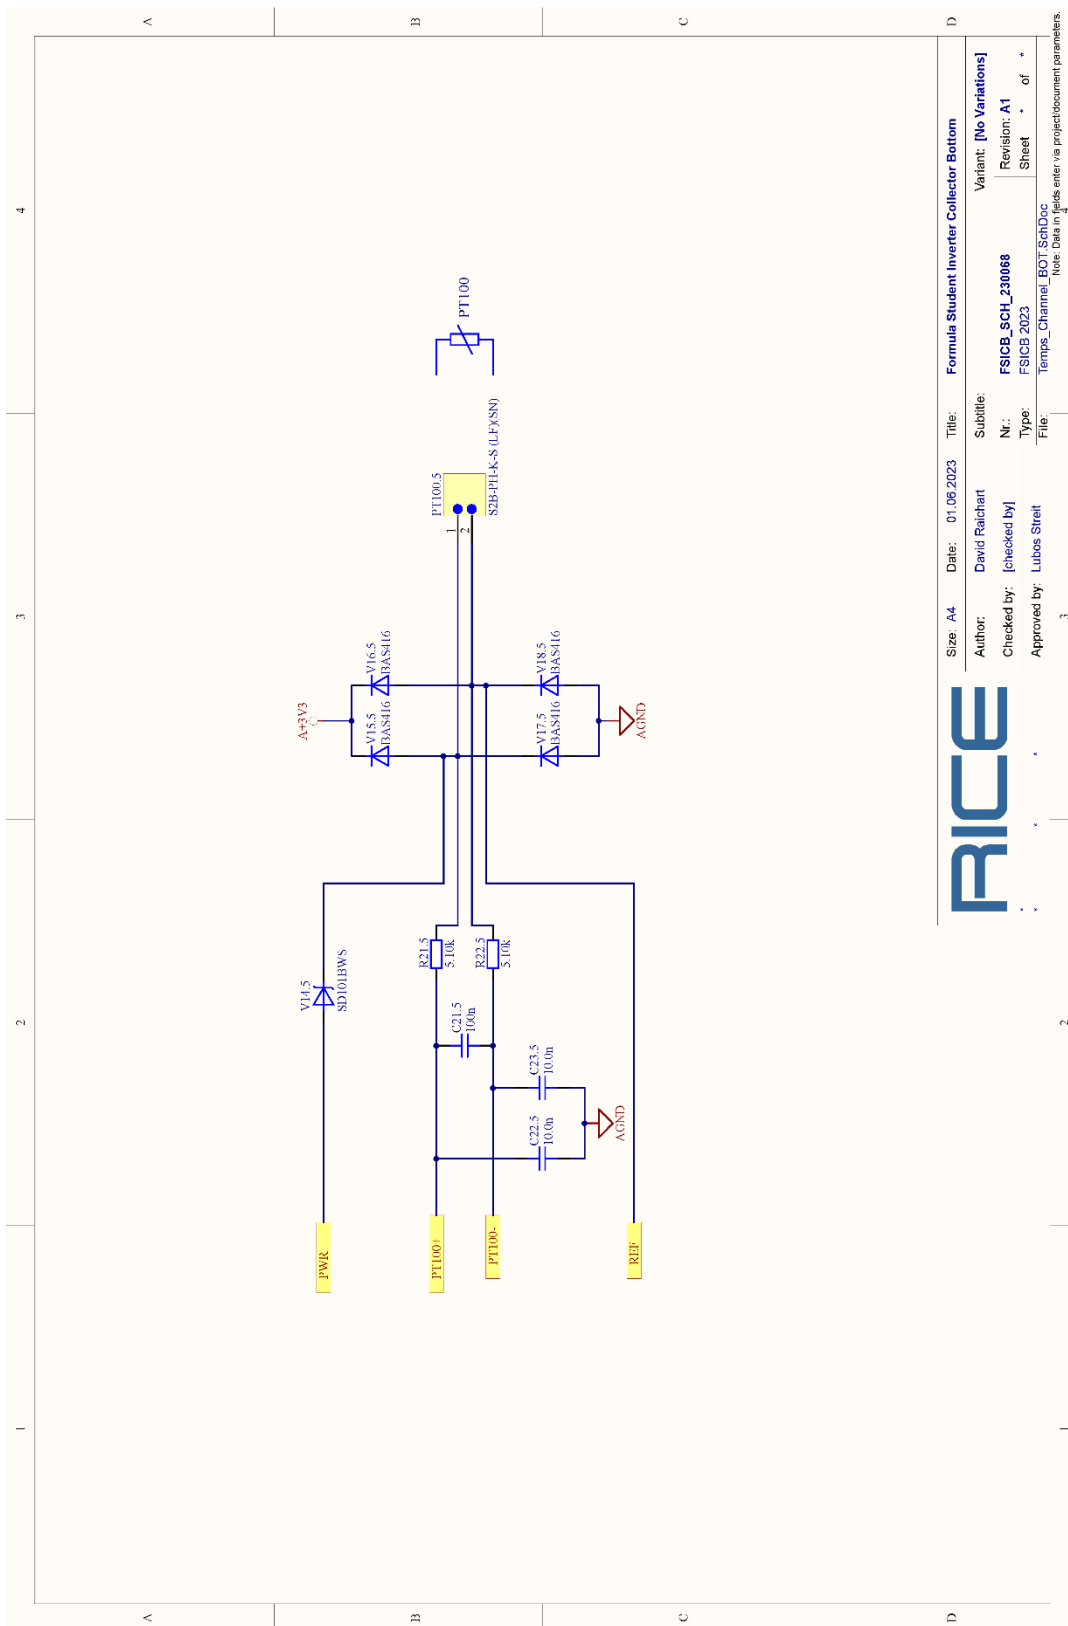 1
2
3
4
A
B
C
D
A
B
C
D
1
2
3
4
PWR
PT100+
PT100-
REF
V14.5
SD101BWS
R21.5
5.10k
R22.5
5.10k
C21.5
100n
C22.5
10.0n
C23.5
10.0n
AGND
A+3V3
V15.5
BAS416
V16.5
BAS416
V17.5
BAS416
V18.5
BAS416
AGND
PT100.5
1
2
S2B-PH-K-S (LF)(SN)
PT100
RICE
* * *
* *
Size: A4 Date: 01.06.2023 Title: Formula Student Inverter Collector Bottom
Author: David Raichart Subtitle: Variant: [No Variations]
Checked by: [checked by] Nr.: FSICB_SCH_230068 Revision: A1
Type: FSICB 2023 Sheet * of *
Approved by: Lubos Streit File: Temps_Channel_BOT.SchDoc
Note: Data in fields enter via project/document parameters.